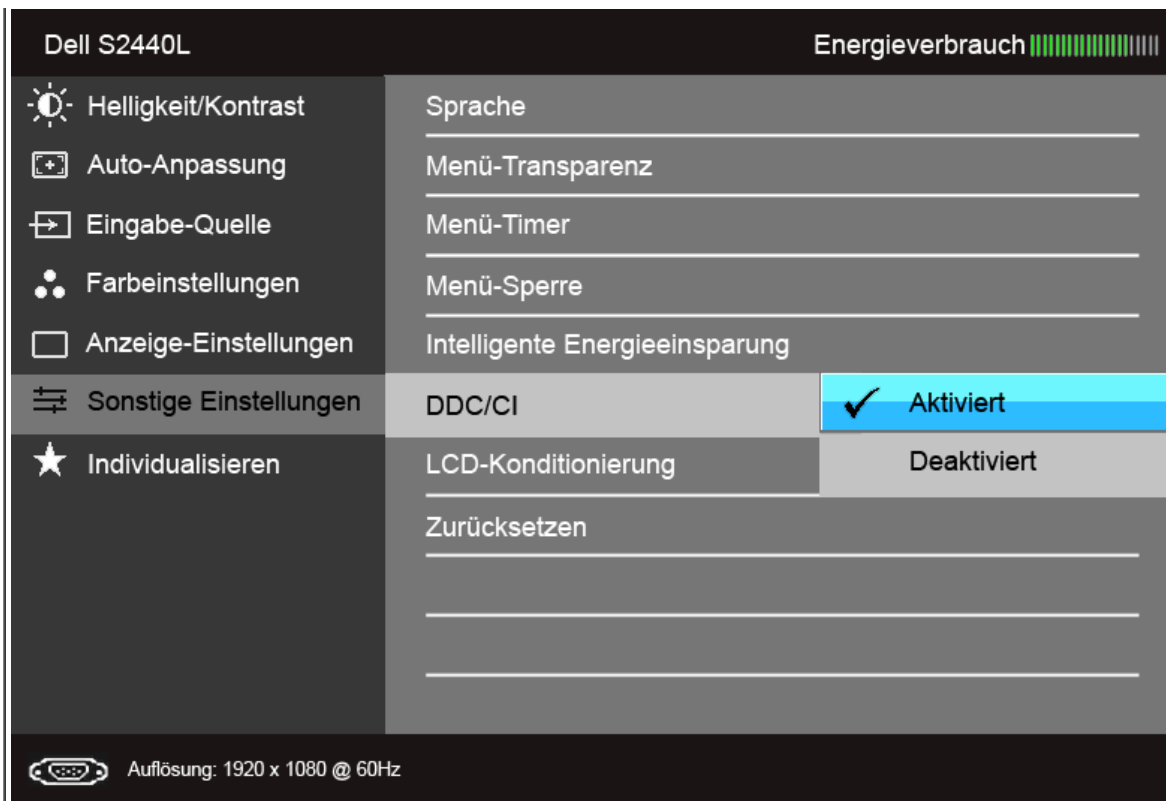 Dell S2440L
Energieverbrauch
Helligkeit/Kontrast
Auto-Anpassung
Eingabe-Quelle
Farbeinstellungen
Anzeige-Einstellungen
Sonstige Einstellungen
Individualisieren
Sprache
Menü-Transparenz
Menü-Timer
Menü-Sperre
Intelligente Energieeinsparung
DDC/CI
LCD-Konditionierung
Zurücksetzen
Aktiviert
Deaktiviert
Auflösung: 1920 x 1080 @ 60Hz